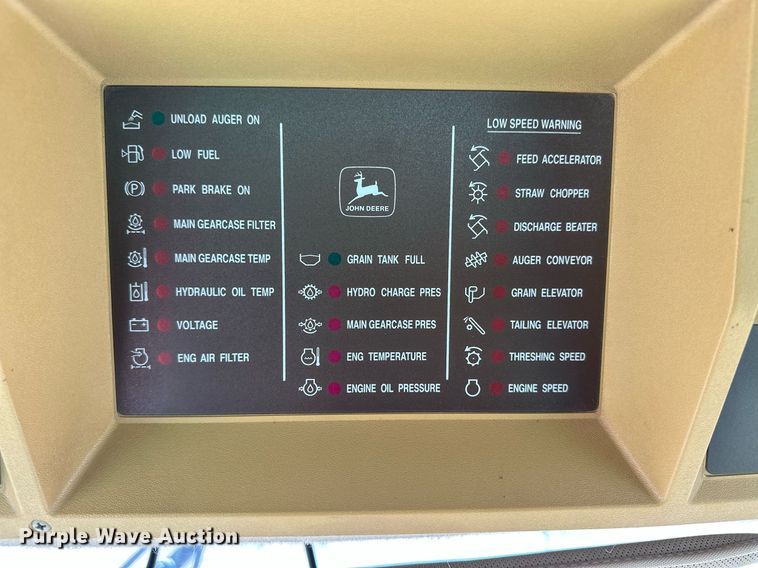 UNLOAD AUGER ON
LOW FUEL
PARK BRAKE ON
MAIN GEARCASE FILTER
MAIN GEARCASE TEMP
HYDRAULIC OIL TEMP
VOLTAGE
ENG AIR FILTER
JOHN DEERE
GRAIN TANK FULL
HYDRO CHARGE PRES
MAIN GEARCASE PRES
ENG TEMPERATURE
ENGINE OIL PRESSURE
LOW SPEED WARNING
FEED ACCELERATOR
STRAW CHOPPER
DISCHARGE BEATER
AUGER CONVEYOR
GRAIN ELEVATOR
TAILING ELEVATOR
THRESHING SPEED
ENGINE SPEED
Purple Wave Auction